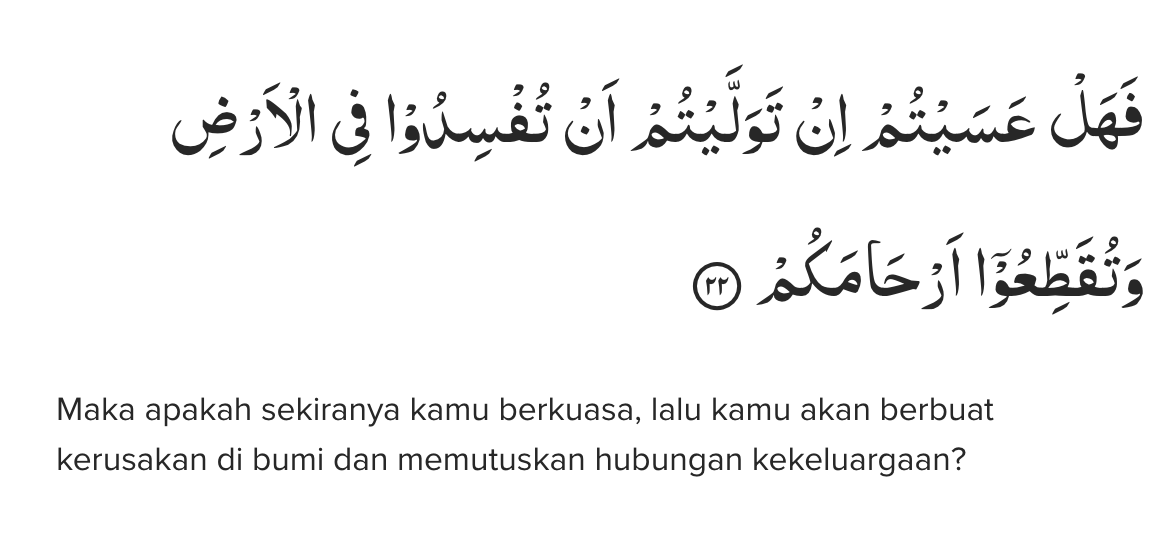 فَهَلْ عَسَيْتُمْ اِنْ تَوَلَّيْتُمْ اَنْ تُفْسِدُوْا فِى الْاَرْضِ
وَتُقَطِّعُوْٓا اَرْحَامَكُمْ ٢٢
Maka apakah sekiranya kamu berkuasa, lalu kamu akan berbuat
kerusakan di bumi dan memutuskan hubungan kekeluargaan?